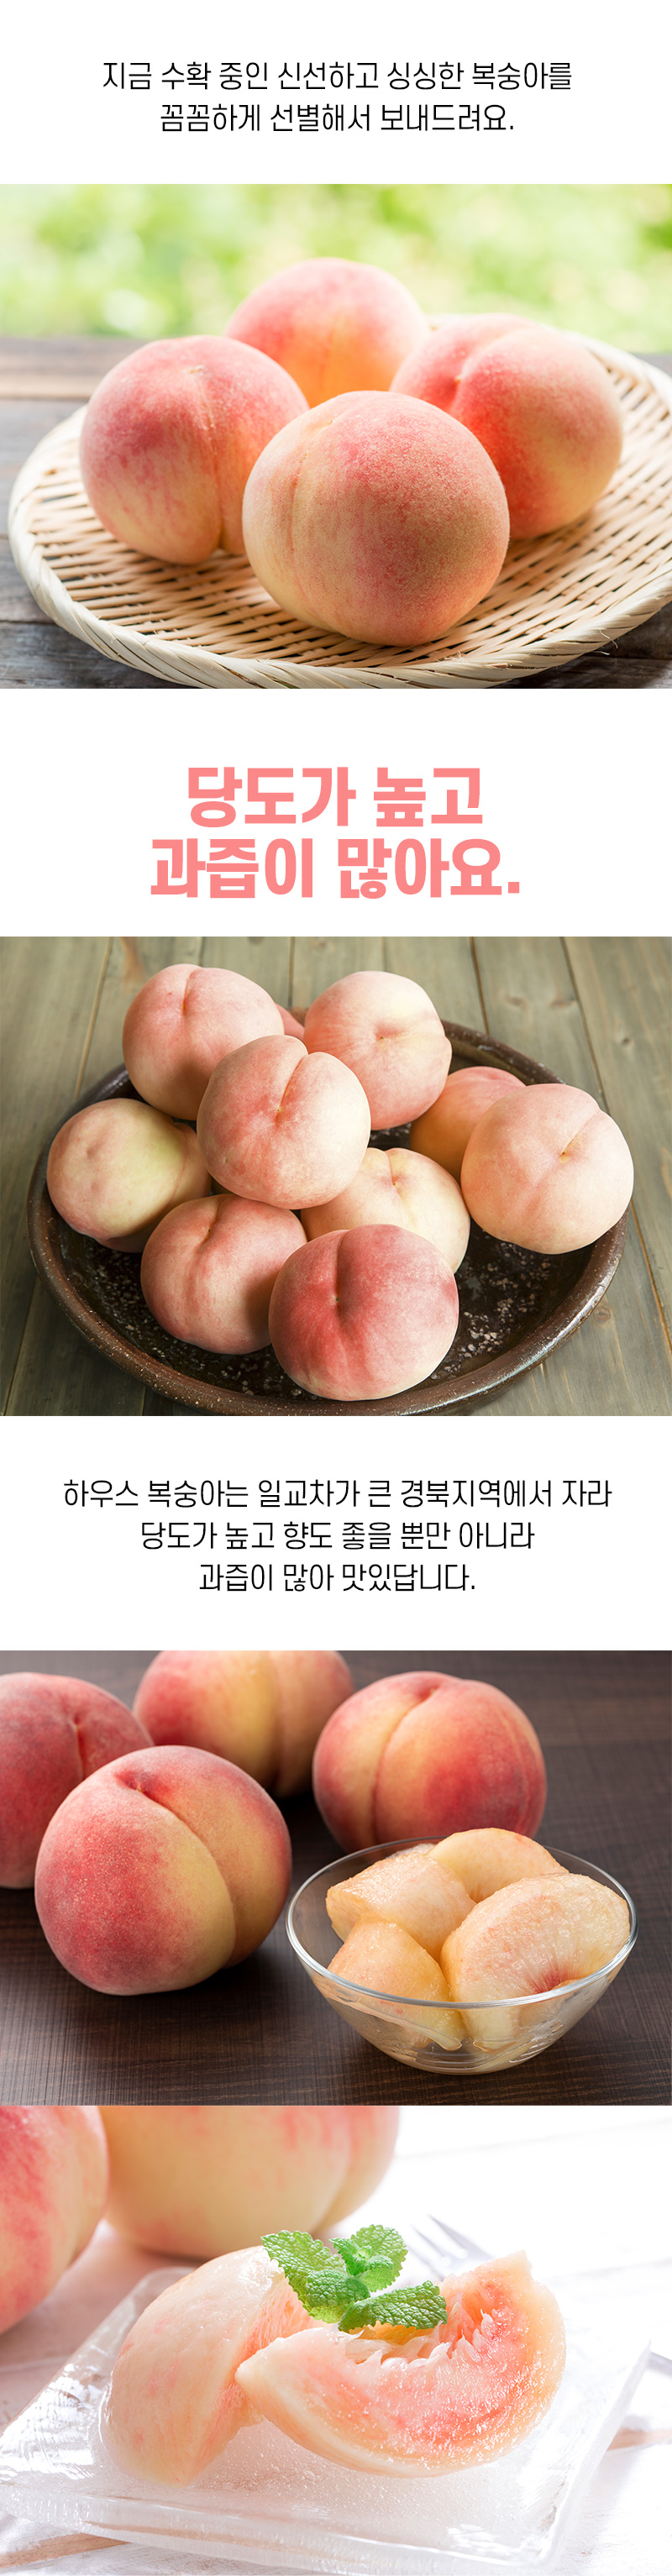 지금 수확 중인 신선하고 싱싱한 복숭아를
꼼꼼하게 선별해서 보내드려요.
당도가 높고
과즙이 많아요.
하우스 복숭아는 일교차가 큰 경북지역에서 자라
당도가 높고 향도 좋을 뿐만 아니라
과즙이 많아 맛있답니다.